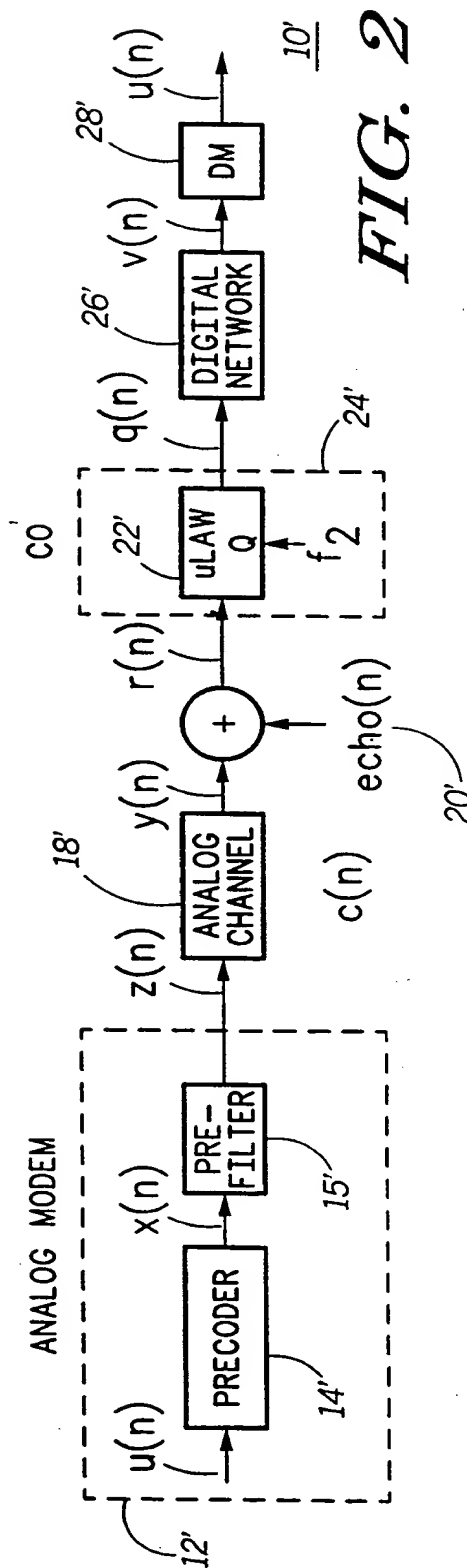 ANALOG MODEM
12'
u(n)
PRECODER
14'
x(n)
PRE-
FILTER
15'
z(n)
18'
ANALOG
CHANNEL
c(n)
y(n)
+
echo(n)
20'
r(n)
CO'
22'
uLAW
Q
f2
24'
q(n)
26'
DIGITAL
NETWORK
v(n)
28'
DM
u(n)
10'
FIG. 2